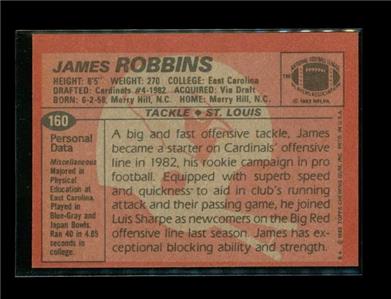 JAMES ROBBINS
HEIGHT: 6'5" WEIGHT: 270 COLLEGE: East Carolina
DRAFTED: Cardinals #4-1982 ACQUIRED: Via Draft
BORN: 6-2-58, Merry Hill, N.C. HOME: Merry Hill, N.C.
TM
© 1983 NFLPA
TACKLE ♦ ST. LOUIS
160
Personal
Data
Miscellaneous
Majored in
Physical
Education at
East Carolina.
Played in
Blue-Gray and
Japan Bowls.
Ran 40 in 4.85
seconds in
college.
A big and fast offensive tackle, James
became a starter on Cardinals' offensive
line in 1982, his rookie campaign in pro
football. Equipped with superb speed
and quickness to aid in club's running
attack and their passing game, he joined
Luis Sharpe as newcomers on the Big Red
offensive line last season. James has ex-
ceptional blocking ability and strength.